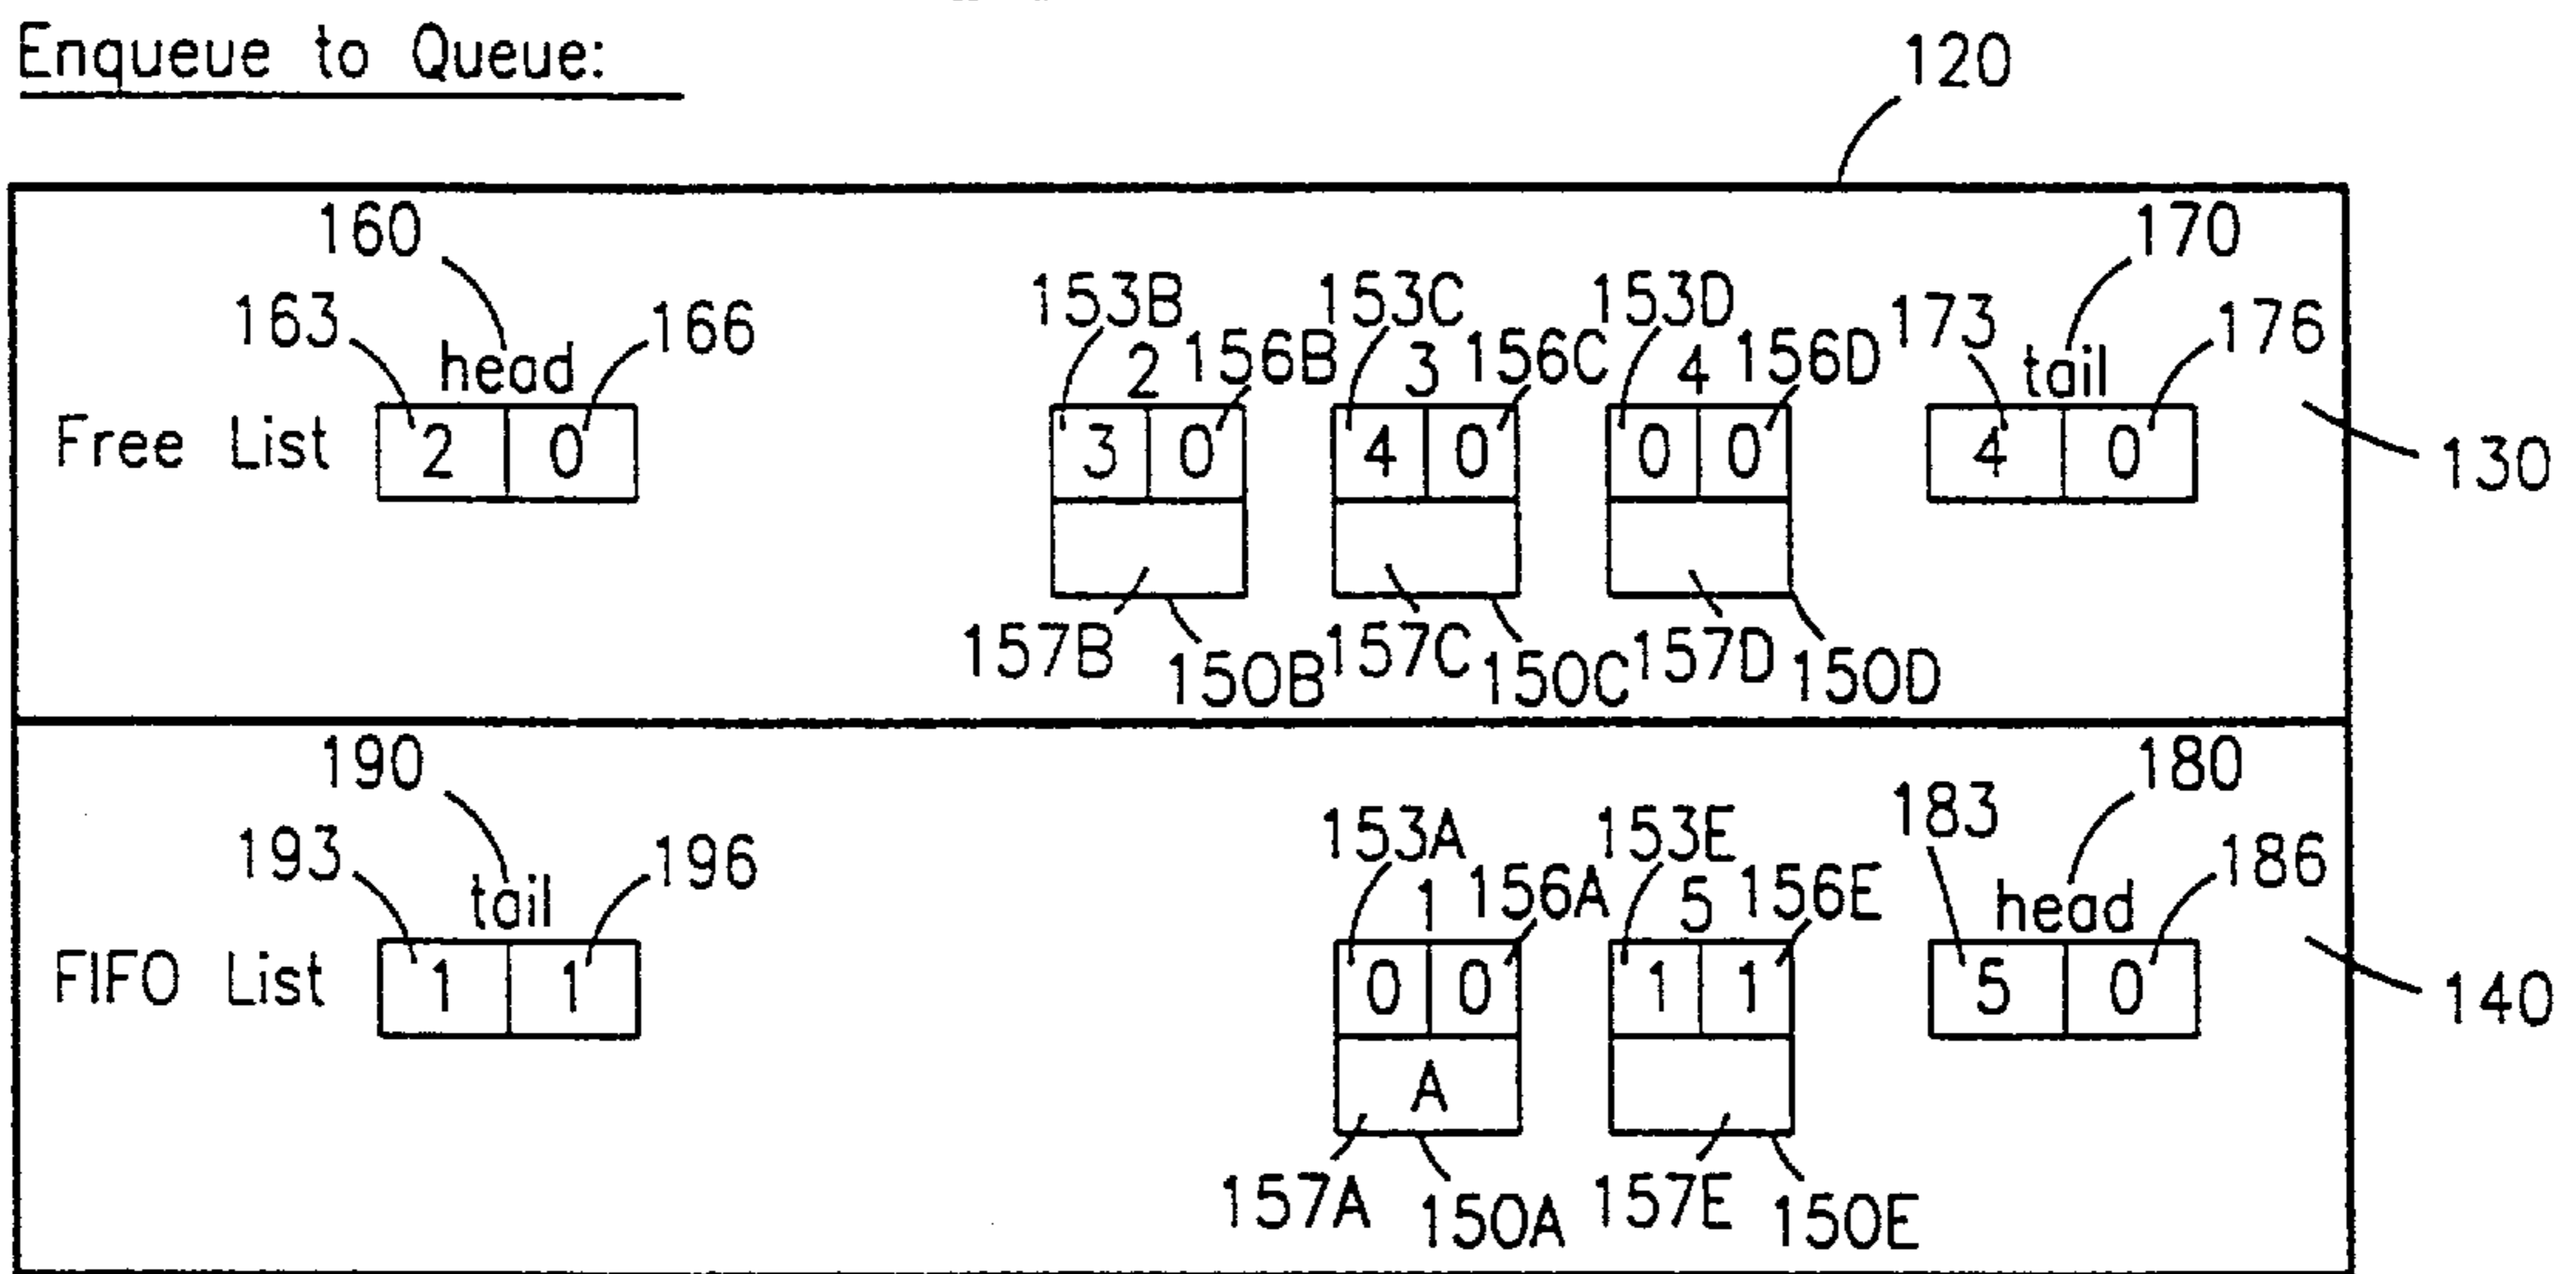 Enqueue to Queue:
120
160
170
163
head
166
153B
2
156B
153C
3
156C
153D
4
156D
173
tail
176
Free List
2 0
3 0
4 0
0 0
4 0
130
157B
150B
157C
150C
157D
150D
190
180
193
tail
196
153A
1
156A
153E
5
156E
183
head
186
FIFO List
1 1
0 0
1 1
5 0
140
A
157A
150A
157E
150E